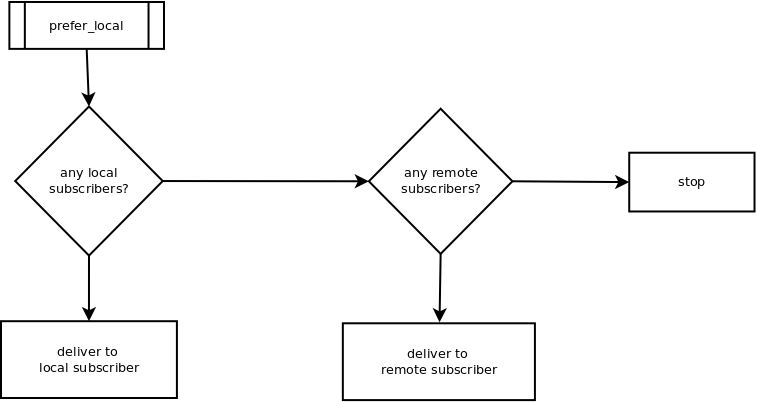 prefer_local
any local
subscribers?
any remote
subscribers?
stop
deliver to
local subscriber
deliver to
remote subscriber